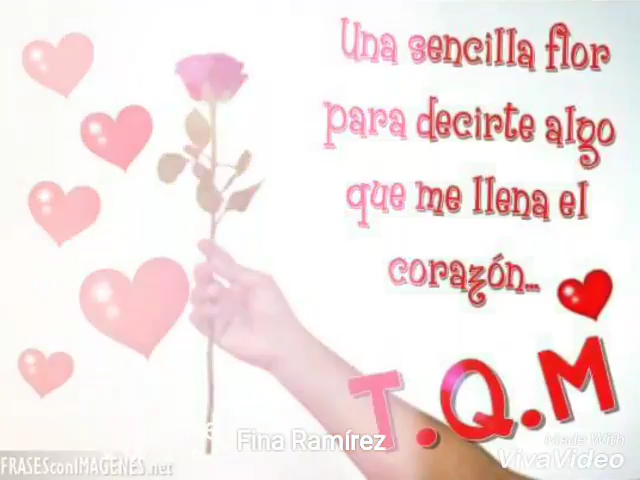 Una sencilla flor
para decirte algo
que me llena el
corazón...
T.Q.M
Fina Ramírez
Made With
VivaVideo
FRASESconIMAGENES.net